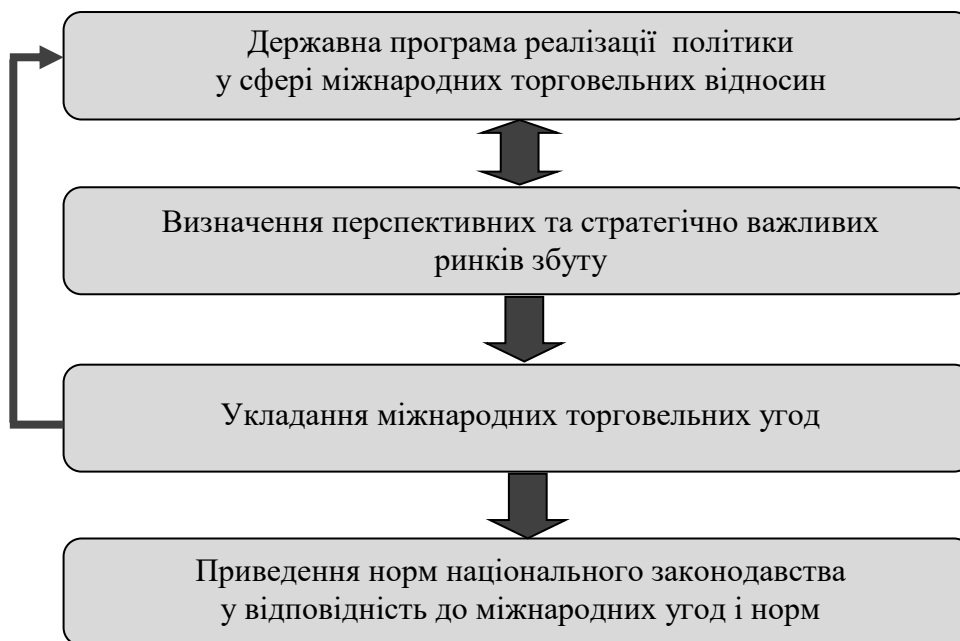 Державна програма реалізації політики
у сфері міжнародних торговельних відносин
Визначення перспективних та стратегічно важливих
ринків збуту
Укладання міжнародних торговельних угод
Приведення норм національного законодавства
у відповідність до міжнародних угод і норм